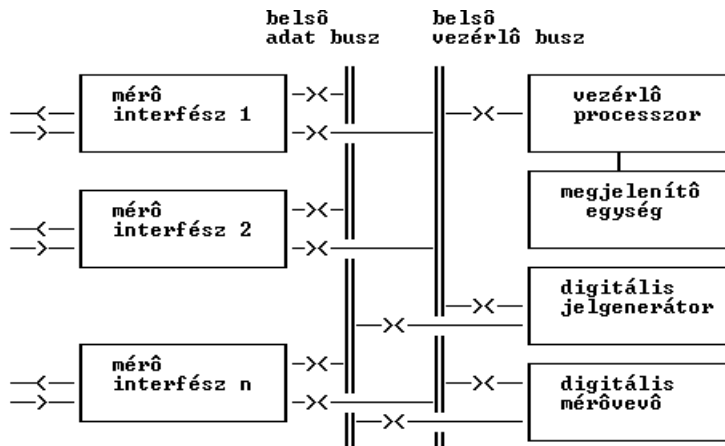 belsô
adat busz
belsô
vezérlô busz
mérô
interfész 1
vezérlô
processzor
megjelenítô
egység
mérô
interfész 2
digitális
jelgenerátor
mérô
interfész n
digitális
mérôvevô